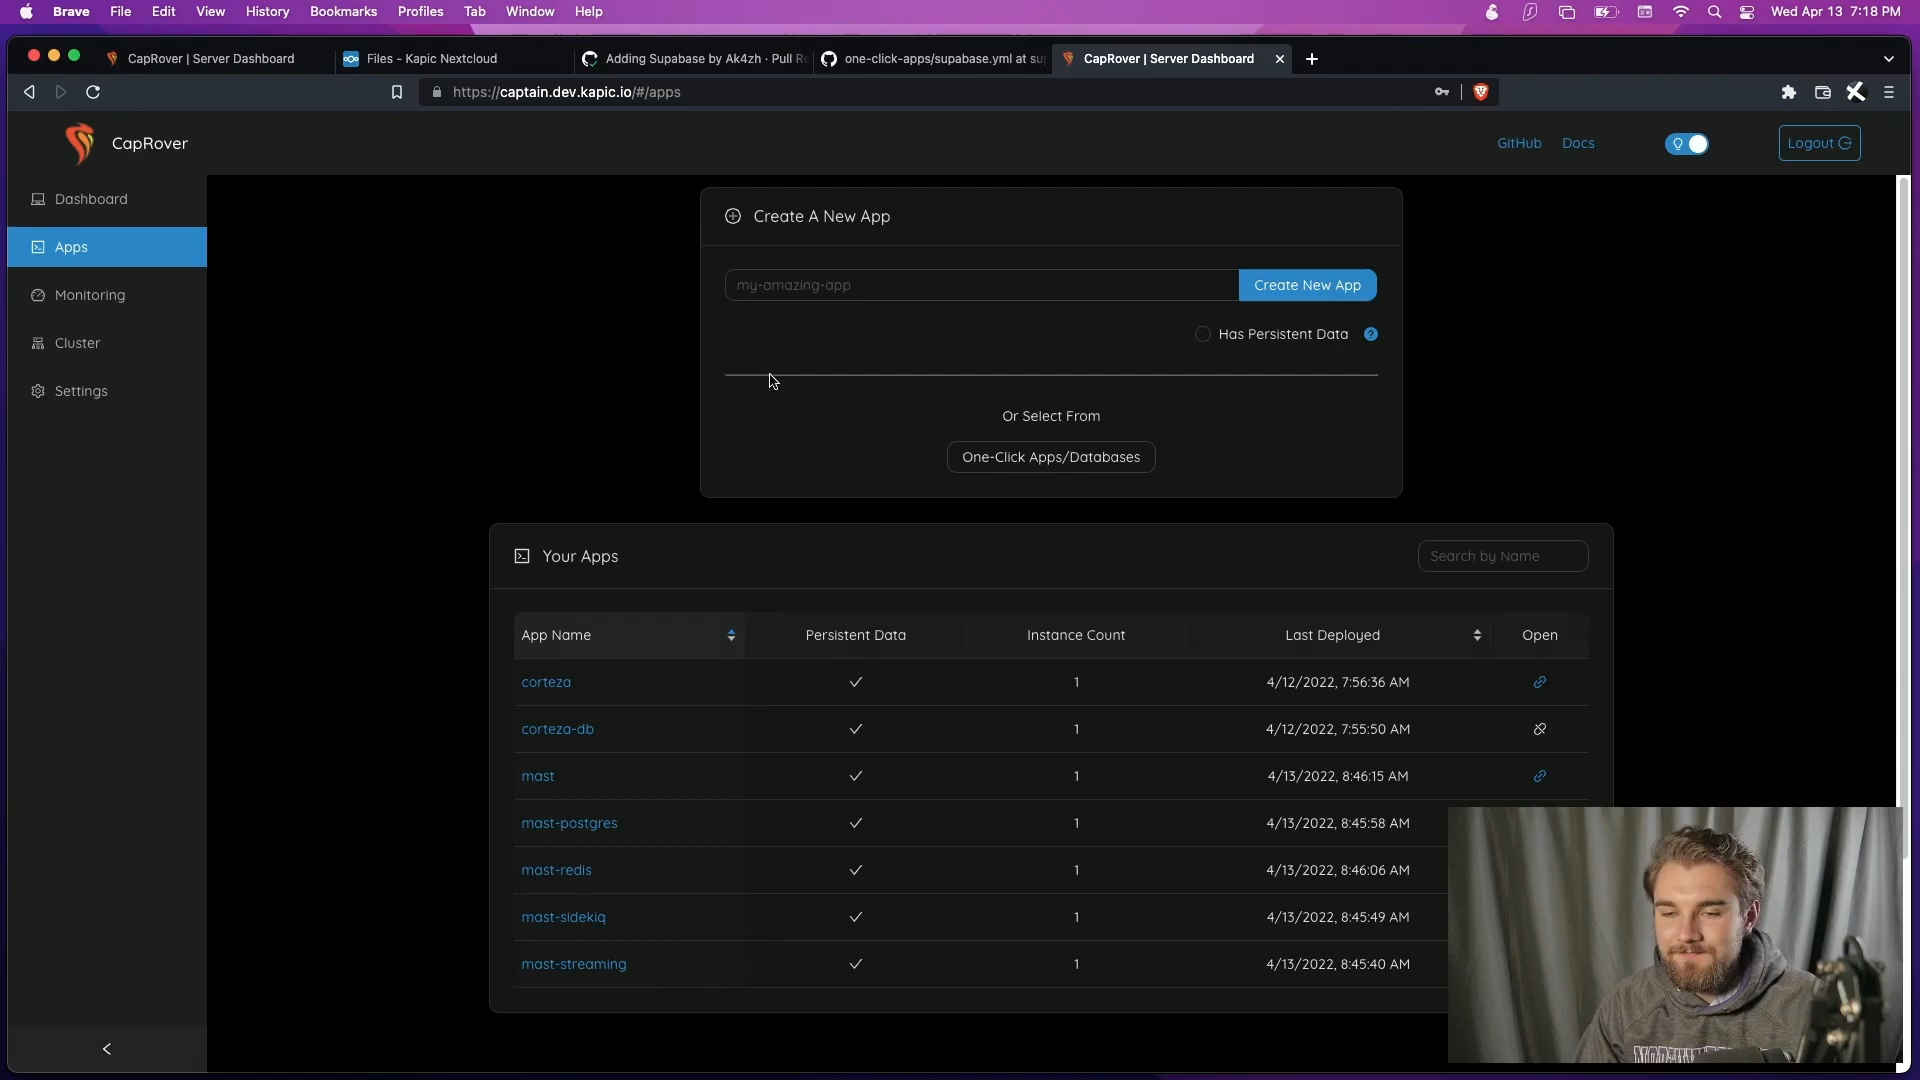 Brave File Edit View History Bookmarks Profiles Tab Window Help
Wed Apr 13 7:18 PM
CapRover | Server Dashboard
Files - Kapic Nextcloud
Adding Supabase by Ak4zh · Pull Re
one-click-apps/supabase.yml at sup
CapRover | Server Dashboard
https://captain.dev.kapic.io/#/apps
CapRover
GitHub Docs
Logout
Dashboard
Apps
Monitoring
Cluster
Settings
Create A New App
my-amazing-app
Create New App
Has Persistent Data
Or Select From
One-Click Apps/Databases
Your Apps
Search by Name
App Name Persistent Data Instance Count Last Deployed Open
corteza 1 4/12/2022, 7:56:36 AM
corteza-db 1 4/12/2022, 7:55:50 AM
mast 1 4/13/2022, 8:46:15 AM
mast-postgres 1 4/13/2022, 8:45:58 AM
mast-redis 1 4/13/2022, 8:46:06 AM
mast-sidekiq 1 4/13/2022, 8:45:49 AM
mast-streaming 1 4/13/2022, 8:45:40 AM